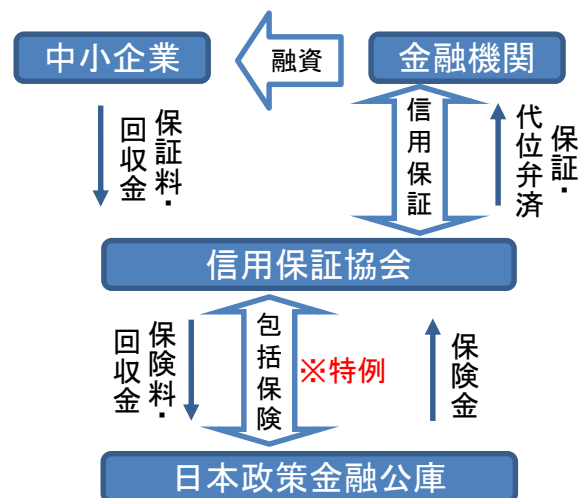 中小企業
融資
金融機関
保証料・
回収金
信用保証
保証・
代位弁済
信用保証協会
保険料・
回収金
包括保険
※特例
保険金
日本政策金融公庫